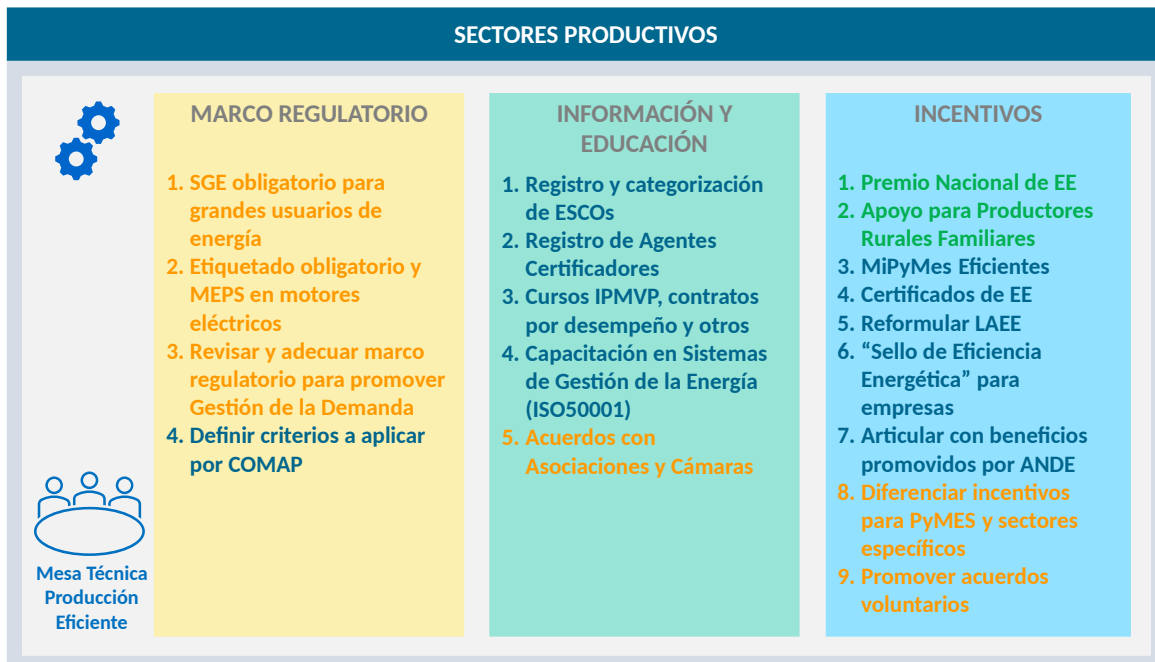 SECTORES PRODUCTIVOS
MARCO REGULATORIO
1. SGE obligatorio para
grandes usuarios de
energía
2. Etiquetado obligatorio y
MEPS en motores
eléctricos
3. Revisar y adecuar marco
regulatorio para promover
Gestión de la Demanda
4. Definir criterios a aplicar
por COMAP
INFORMACIÓN Y
EDUCACIÓN
1. Registro y categorización
de ESCOs
2. Registro de Agentes
Certificadores
3. Cursos IPMVP, contratos
por desempeño y otros
4. Capacitación en Sistemas
de Gestión de la Energía
(ISO50001)
5. Acuerdos con
Asociaciones y Cámaras
INCENTIVOS
1. Premio Nacional de EE
2. Apoyo para Productores
Rurales Familiares
3. MiPyMes Eficientes
4. Certificados de EE
5. Reformular LAEE
6. “Sello de Eficiencia
Energética” para
empresas
7. Articular con beneficios
promovidos por ANDE
8. Diferenciar incentivos
para PyMES y sectores
específicos
9. Promover acuerdos
voluntarios
Mesa Técnica
Producción
Eficiente